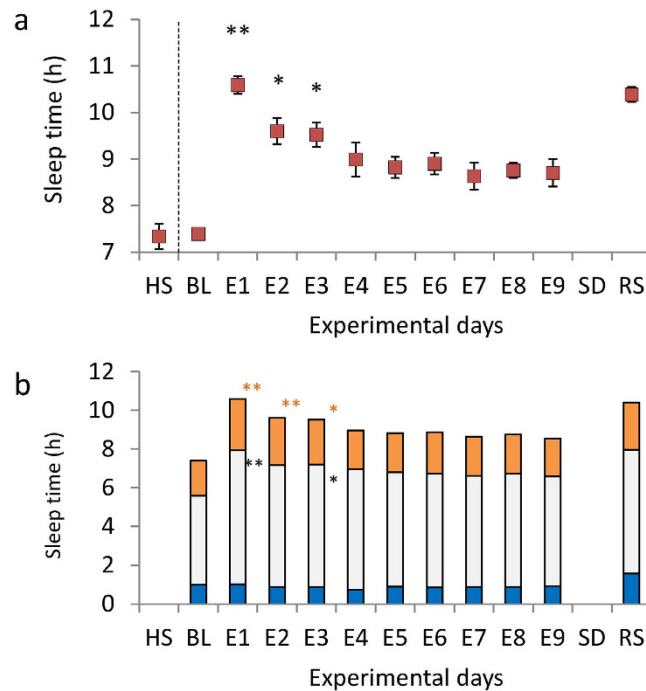 a
12
**
11
* *
10
9
8
7
Sleep time (h)
HS BL E1 E2 E3 E4 E5 E6 E7 E8 E9 SD RS
Experimental days
b
12
**
10
** *
8
**
*
6
4
2
0
Sleep time (h)
HS BL E1 E2 E3 E4 E5 E6 E7 E8 E9 SD RS
Experimental days